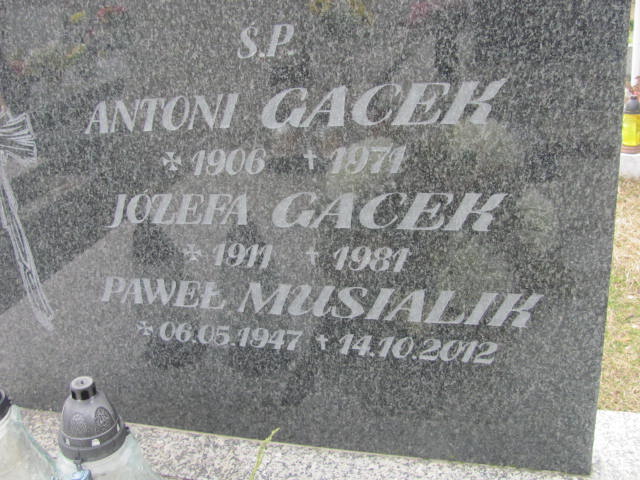 Ś.P.
ANTONI GACEK
✠ 1906 ✝ 1971
JÓZEFA GACEK
✠ 1911 ✝ 1981
PAWEŁ MUSIALIK
✠ 06.05.1947 ✝ 14.10.2012